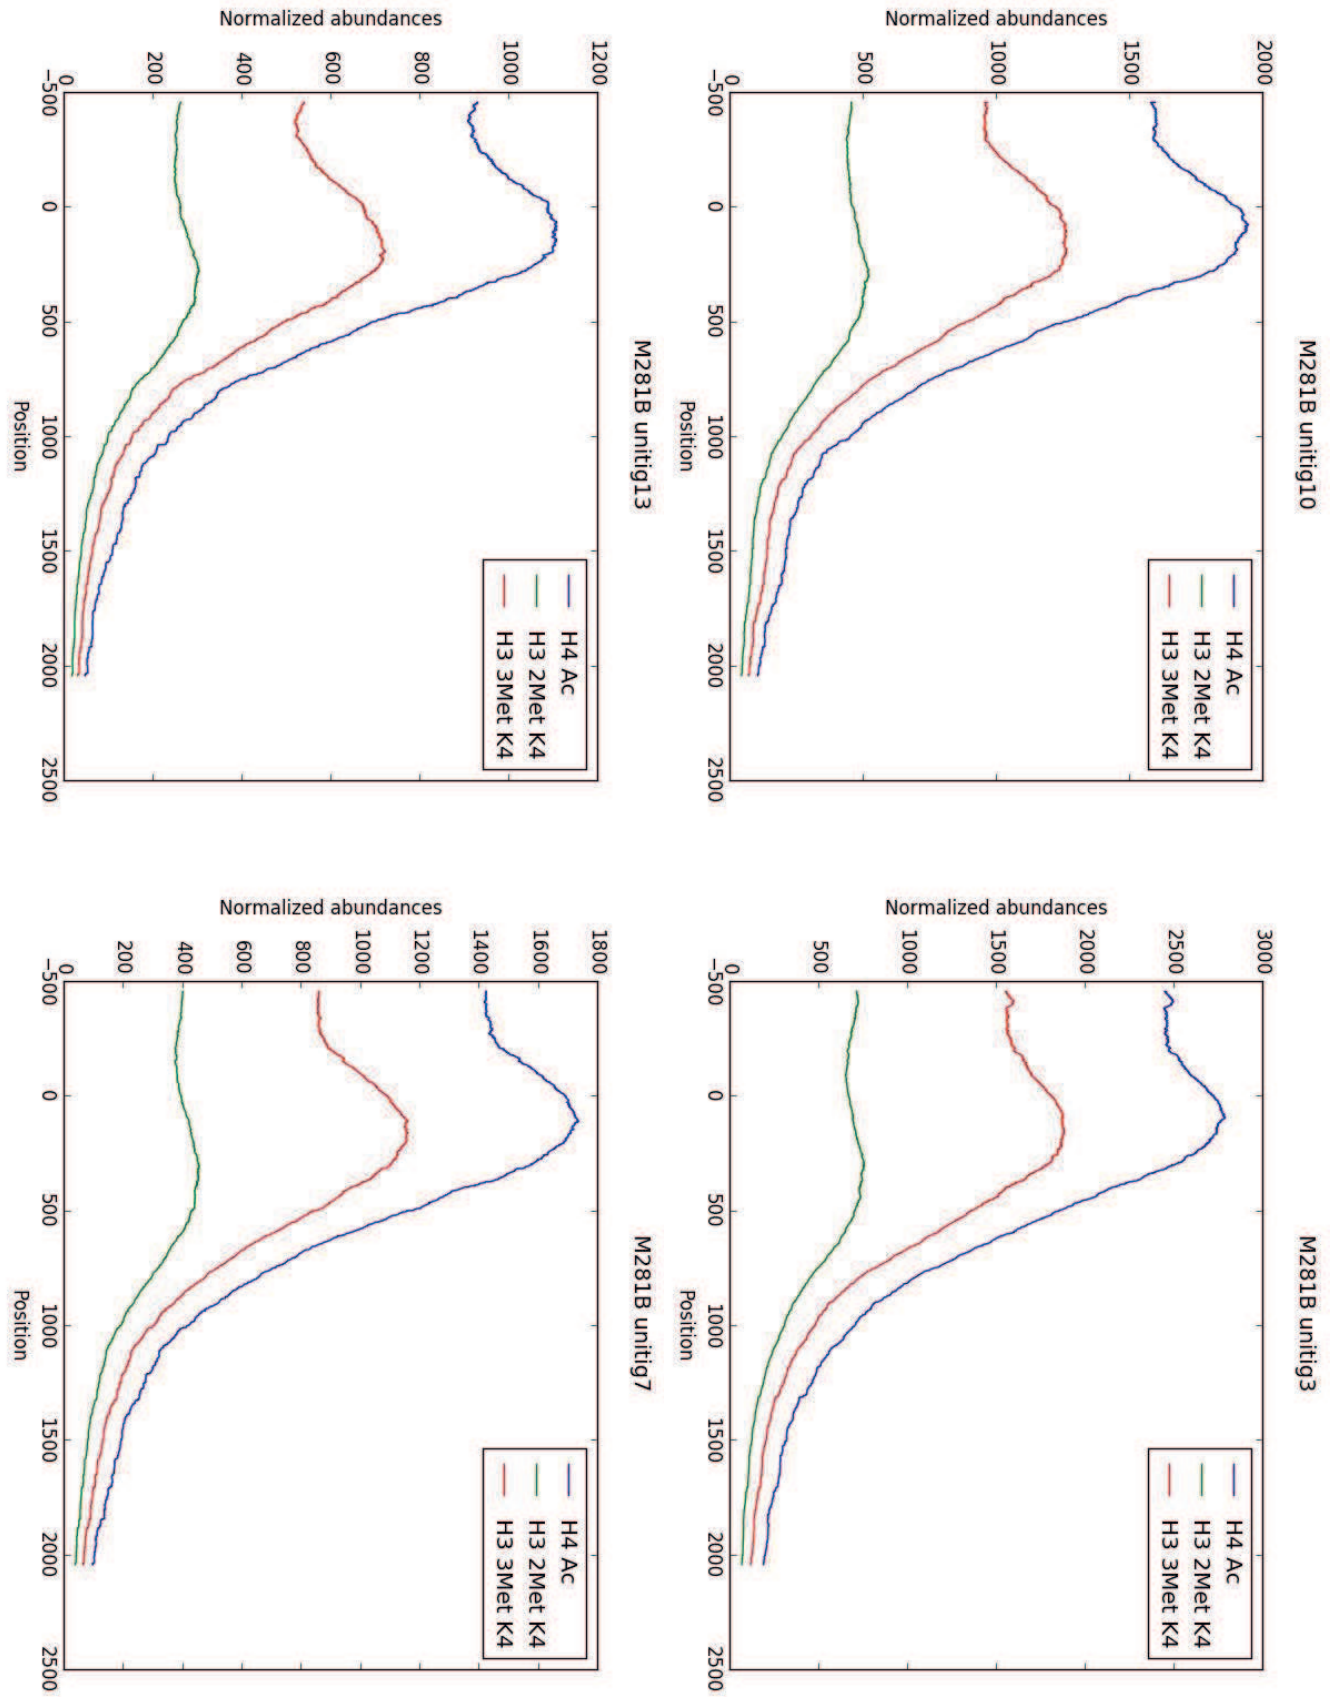 M281B unitig10
Normalized abundances
2000
1500
1000
500
0
-500
0
500
1000
1500
2000
2500
Position
H4 Ac
H3 2Met K4
H3 3Met K4
M281B unitig3
Normalized abundances
3000
2500
2000
1500
1000
500
0
-500
0
500
1000
1500
2000
2500
Position
H4 Ac
H3 2Met K4
H3 3Met K4
M281B unitig13
Normalized abundances
1200
1000
800
600
400
200
0
-500
0
500
1000
1500
2000
2500
Position
H4 Ac
H3 2Met K4
H3 3Met K4
M281B unitig7
Normalized abundances
1800
1600
1400
1200
1000
800
600
400
200
0
-500
0
500
1000
1500
2000
2500
Position
H4 Ac
H3 2Met K4
H3 3Met K4